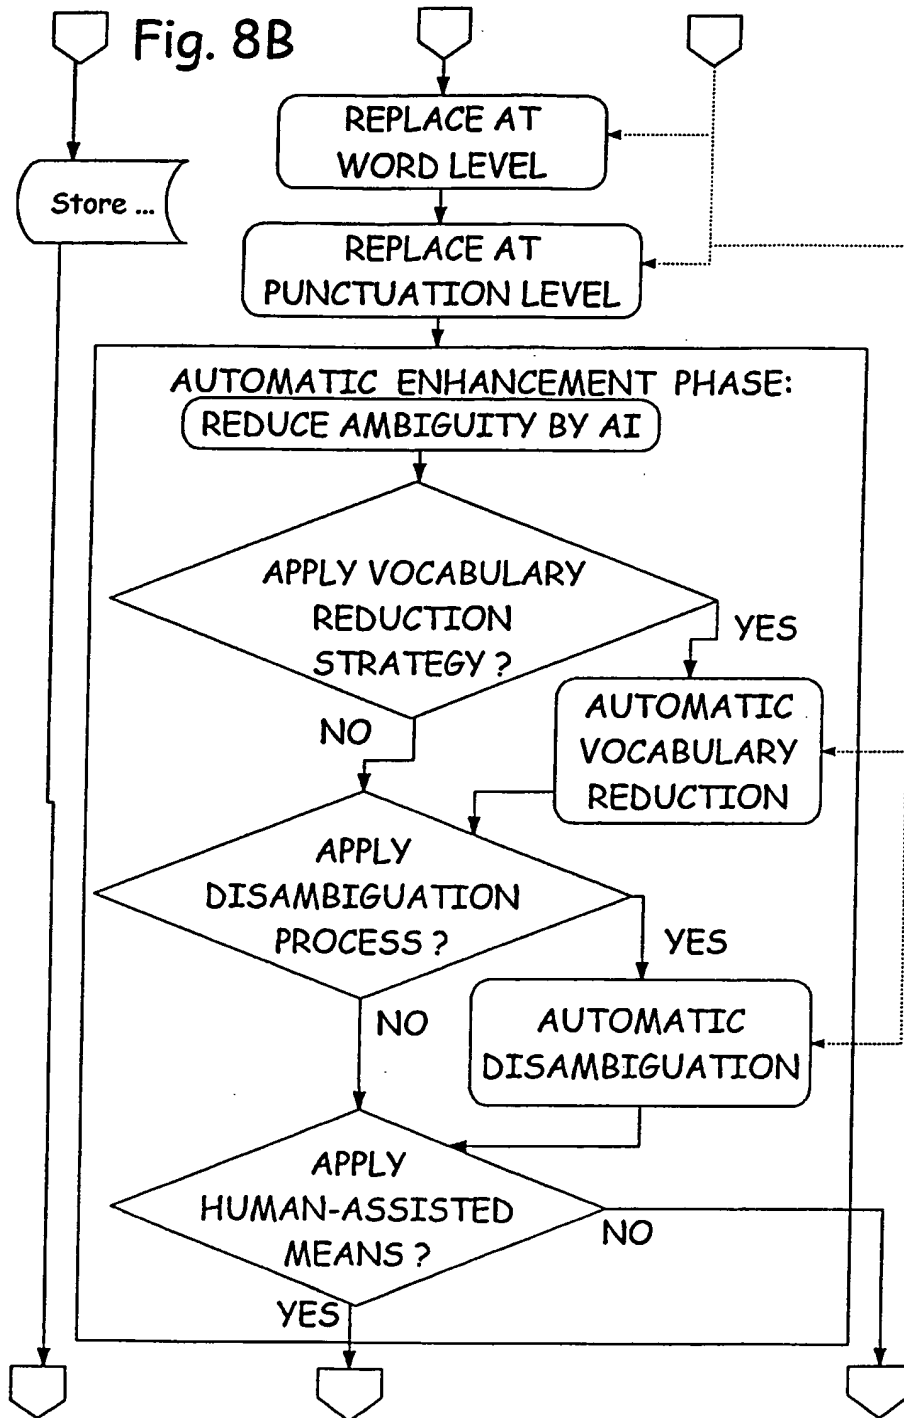 Fig. 8B
REPLACE AT
WORD LEVEL
Store ...
REPLACE AT
PUNCTUATION LEVEL
AUTOMATIC ENHANCEMENT PHASE:
REDUCE AMBIGUITY BY AI
APPLY VOCABULARY
REDUCTION
STRATEGY ?
YES
NO
AUTOMATIC
VOCABULARY
REDUCTION
APPLY
DISAMBIGUATION
PROCESS ?
YES
NO
AUTOMATIC
DISAMBIGUATION
APPLY
HUMAN-ASSISTED
MEANS ?
NO
YES